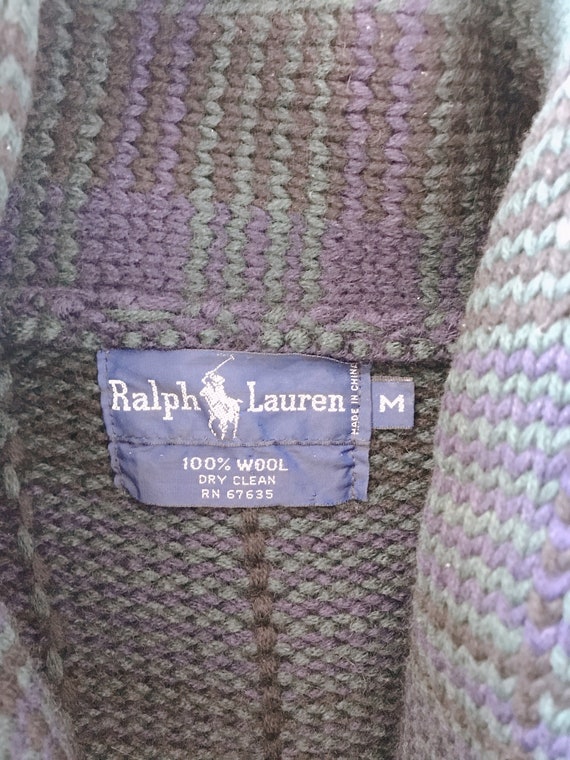 Ralph Lauren
MADE IN CHINA
M
100% WOOL
DRY CLEAN
RN 67635